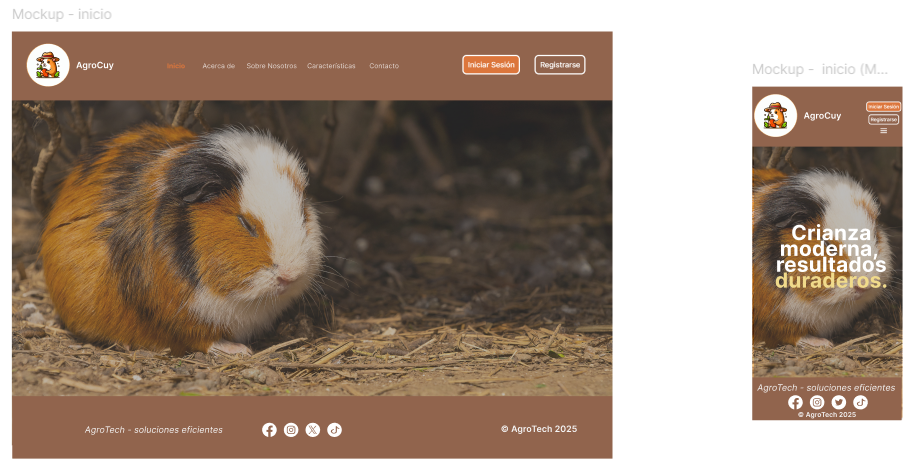 Mockup - inicio
AgroCuy
Inicio Acerca de Sobre Nosotros Características Contacto
Iniciar Sesión Registrarse
AgroTech - soluciones eficientes
© AgroTech 2025
Mockup - inicio (M...
AgroCuy
Iniciar Sesión
Registrarse
Crianza
moderna,
resultados
duraderos.
AgroTech - soluciones eficientes
© AgroTech 2025